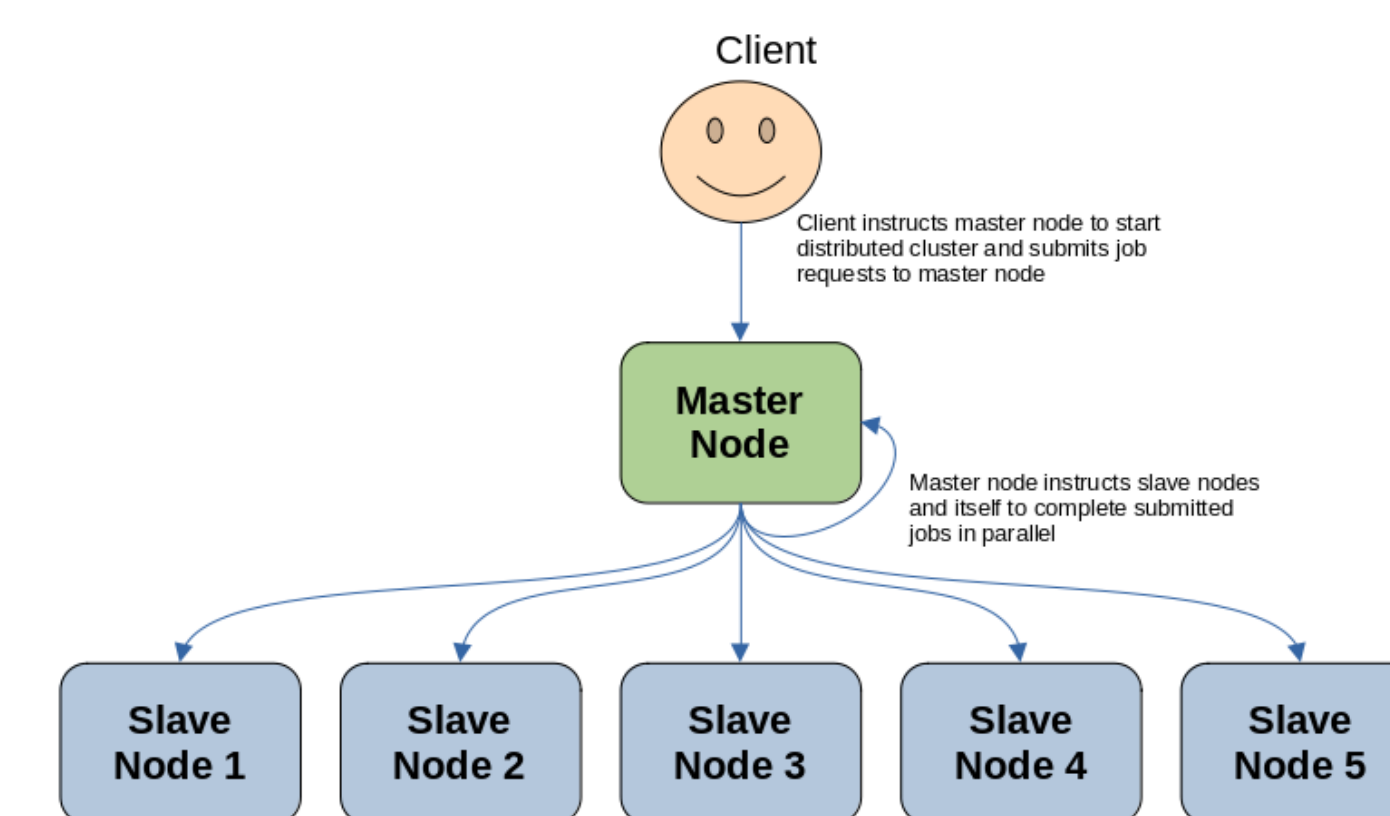 Client
Client instructs master node to start
distributed cluster and submits job
requests to master node
Master
Node
Master node instructs slave nodes
and itself to complete submitted
jobs in parallel
Slave
Node 1
Slave
Node 2
Slave
Node 3
Slave
Node 4
Slave
Node 5